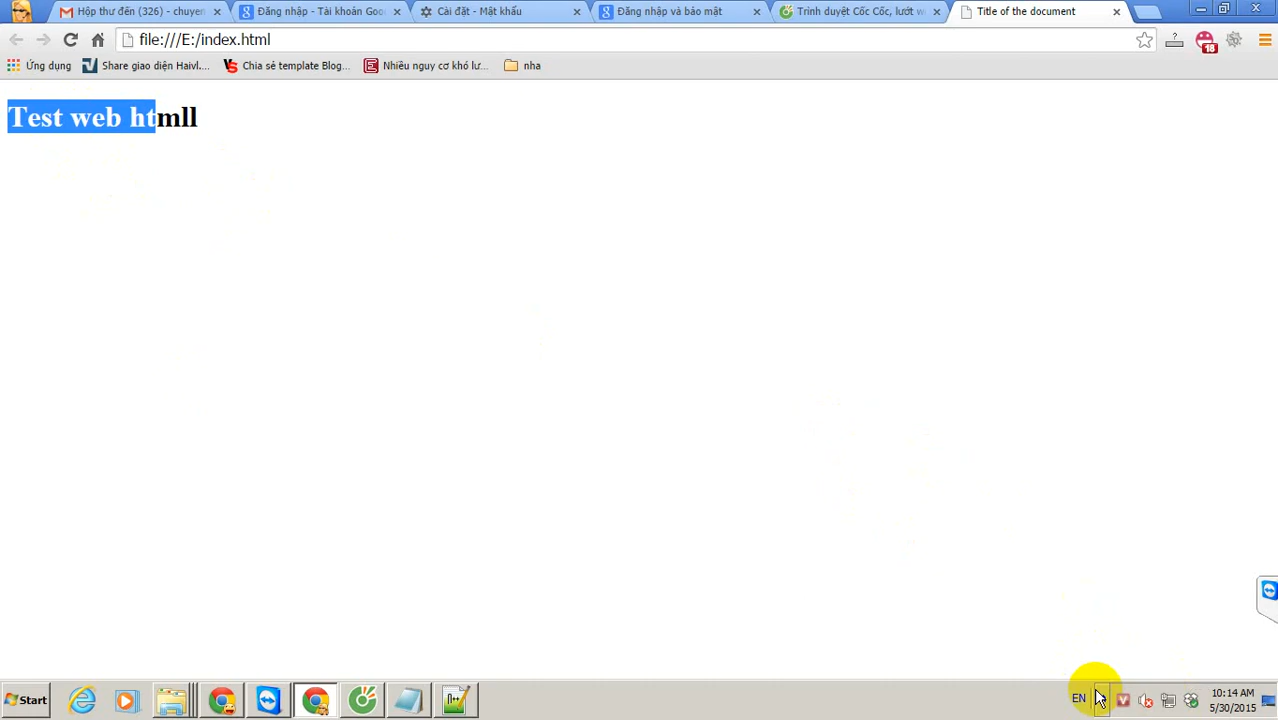 Hộp thư đến (326) - chuyen
Đăng nhập - Tài khoản Goo
Cài đặt - Mật khẩu
Đăng nhập và bảo mật
Trình duyệt Cốc Cốc, lướt w
Title of the document
file:///E:/index.html
18
Ứng dụng
Share giao diện Haivl....
Chia sẻ template Blog...
Nhiều nguy cơ khó lư...
nha
Test web htmll
Start
EN
10:14 AM
5/30/2015